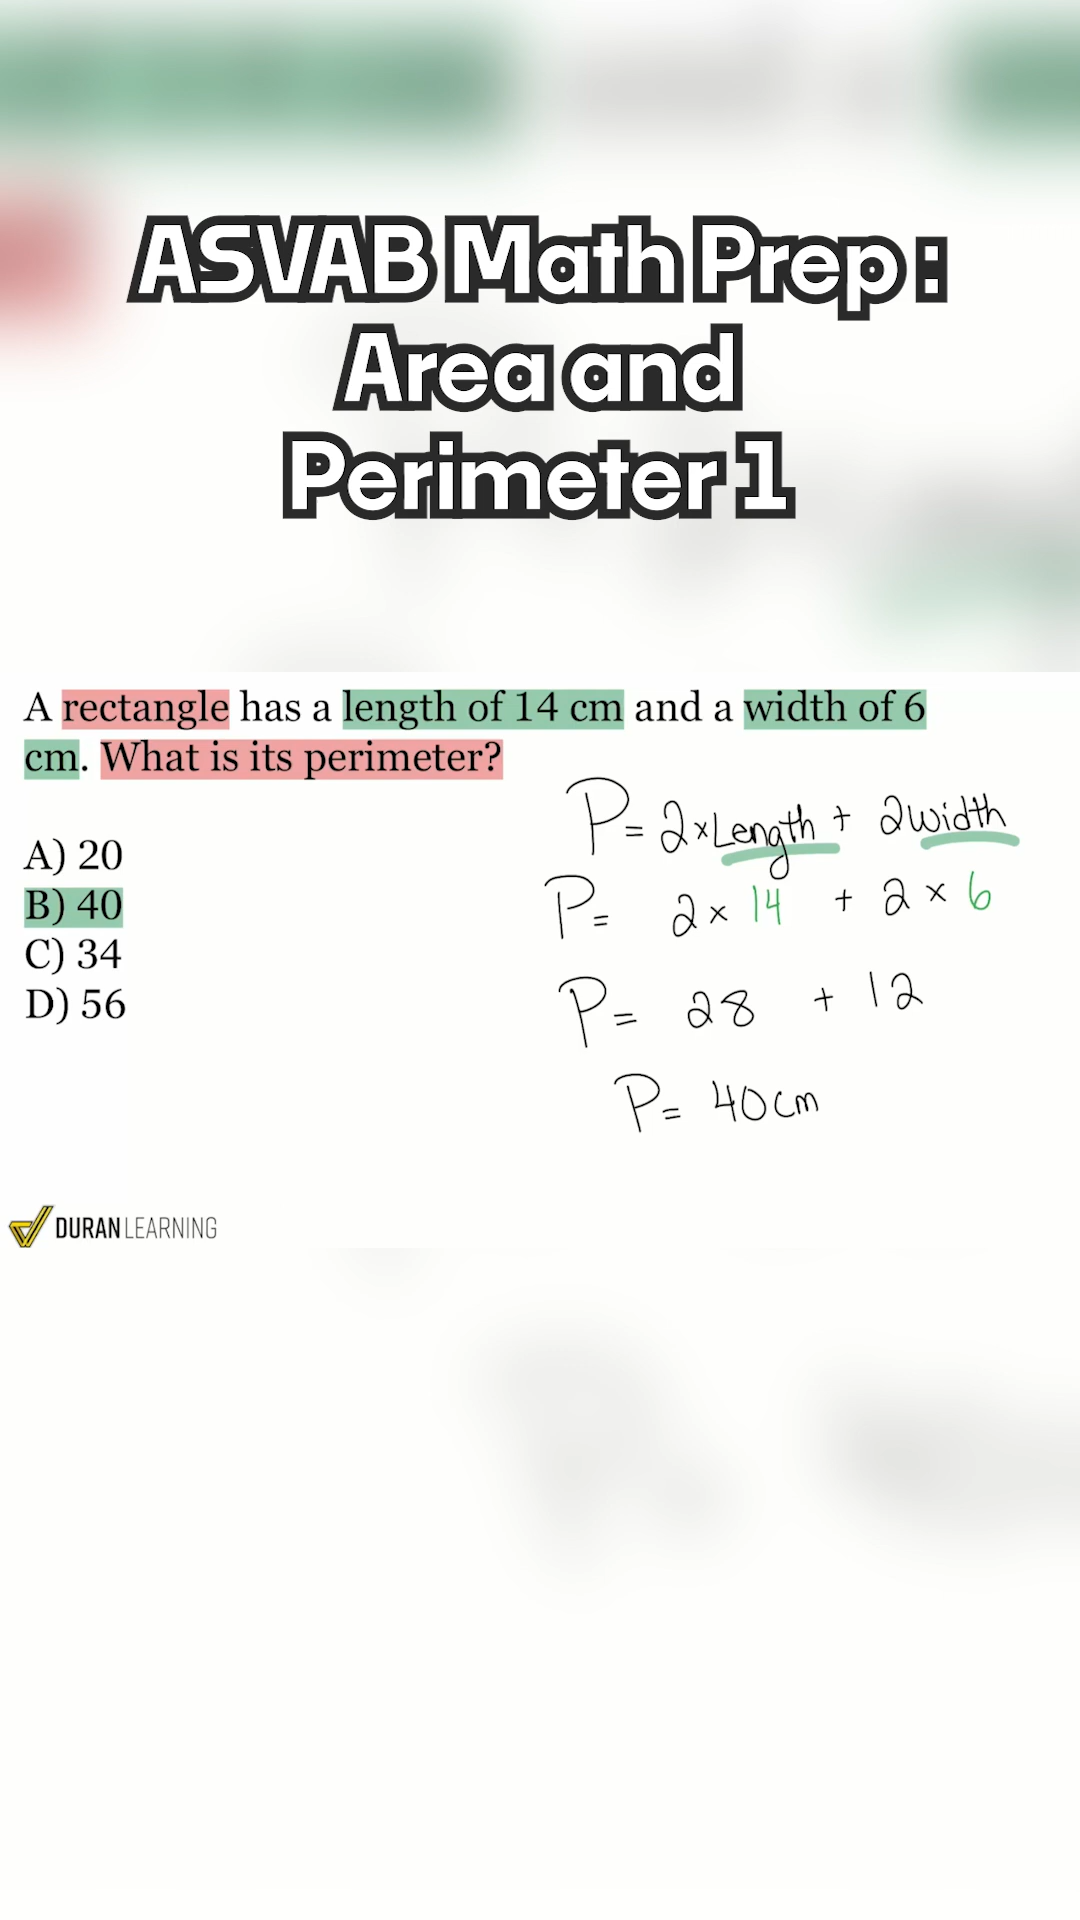 ASVAB Math Prep :
Area and
Perimeter 1
A rectangle has a length of 14 cm and a width of 6
cm. What is its perimeter?
A) 20
B) 40
C) 34
D) 56
P= 2×Length + 2width
P= 2 × 14 + 2 × 6
P= 28 + 12
P= 40cm
DURAN LEARNING